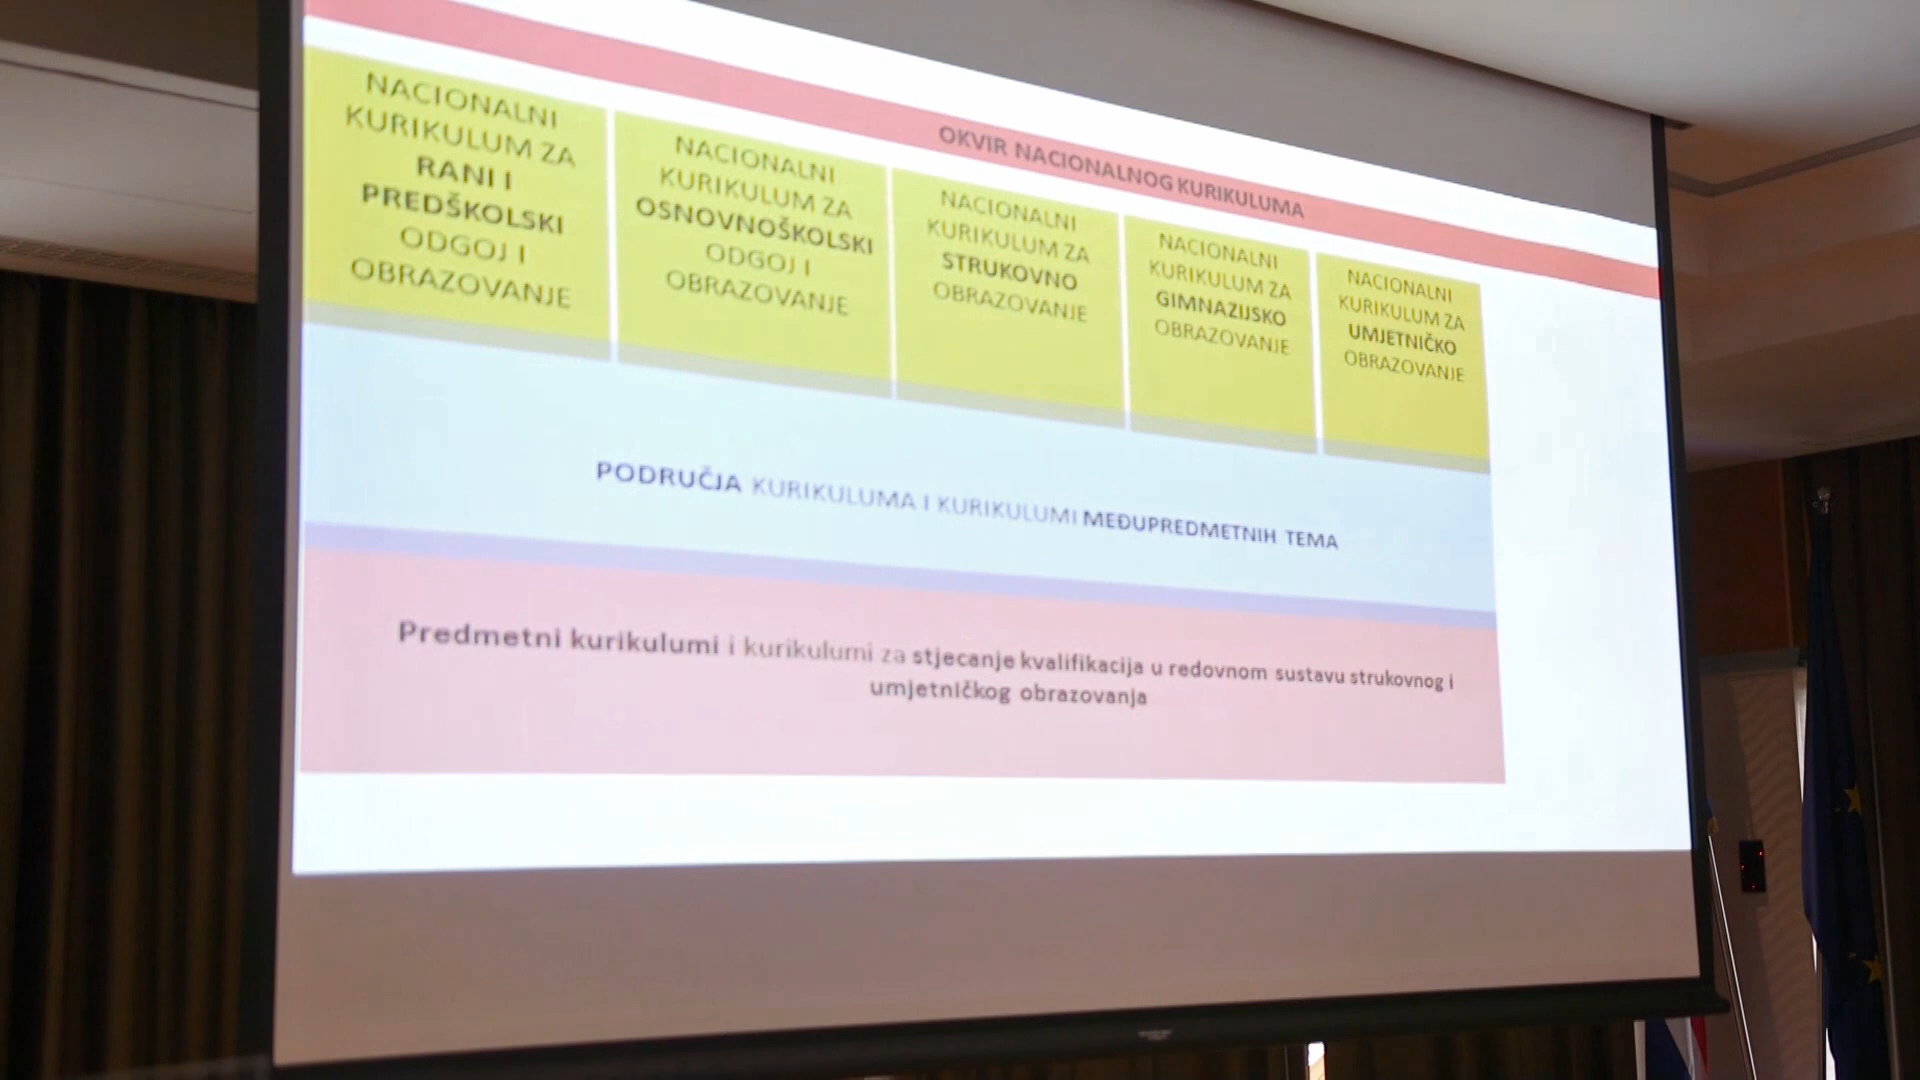 OKVIR NACIONALNOG KURIKULUMA
NACIONALNI
KURIKULUM ZA
RANI I
PREDŠKOLSKI
ODGOJ I
OBRAZOVANJE
NACIONALNI
KURIKULUM ZA
OSNOVNOŠKOLSKI
ODGOJ I
OBRAZOVANJE
NACIONALNI
KURIKULUM ZA
STRUKOVNO
OBRAZOVANJE
NACIONALNI
KURIKULUM ZA
GIMNAZIJSKO
OBRAZOVANJE
NACIONALNI
KURIKULUM ZA
UMJETNIČKO
OBRAZOVANJE
PODRUČJA KURIKULUMA I KURIKULUMI MEĐUPREDMETNIH TEMA
Predmetni kurikulumi i kurikulumi za stjecanje kvalifikacija u redovnom sustavu strukovnog i
umjetničkog obrazovanja